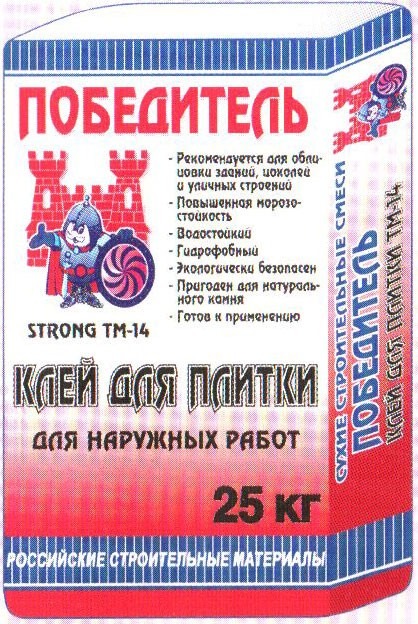 ПОБЕДИТЕЛЬ
- Рекомендуется для обли-
цовки зданий, цоколей
и уличных строений
- Повышенная морозо-
стойкость
- Водостойкий
- Гидрофобный
- Экологически безопасен
- Пригоден для натураль-
ного камня
- Готов к применению
STRONG ТМ-14
КЛЕЙ ДЛЯ ПЛИТКИ
ДЛЯ НАРУЖНЫХ РАБОТ
25 кг
РОССИЙСКИЕ СТРОИТЕЛЬНЫЕ МАТЕРИАЛЫ
СУХИЕ СТРОИТЕЛЬНЫЕ СМЕСИ
ПОБЕДИТЕЛЬ
КЛЕЙ ДЛЯ ПЛИТКИ ТМ-14